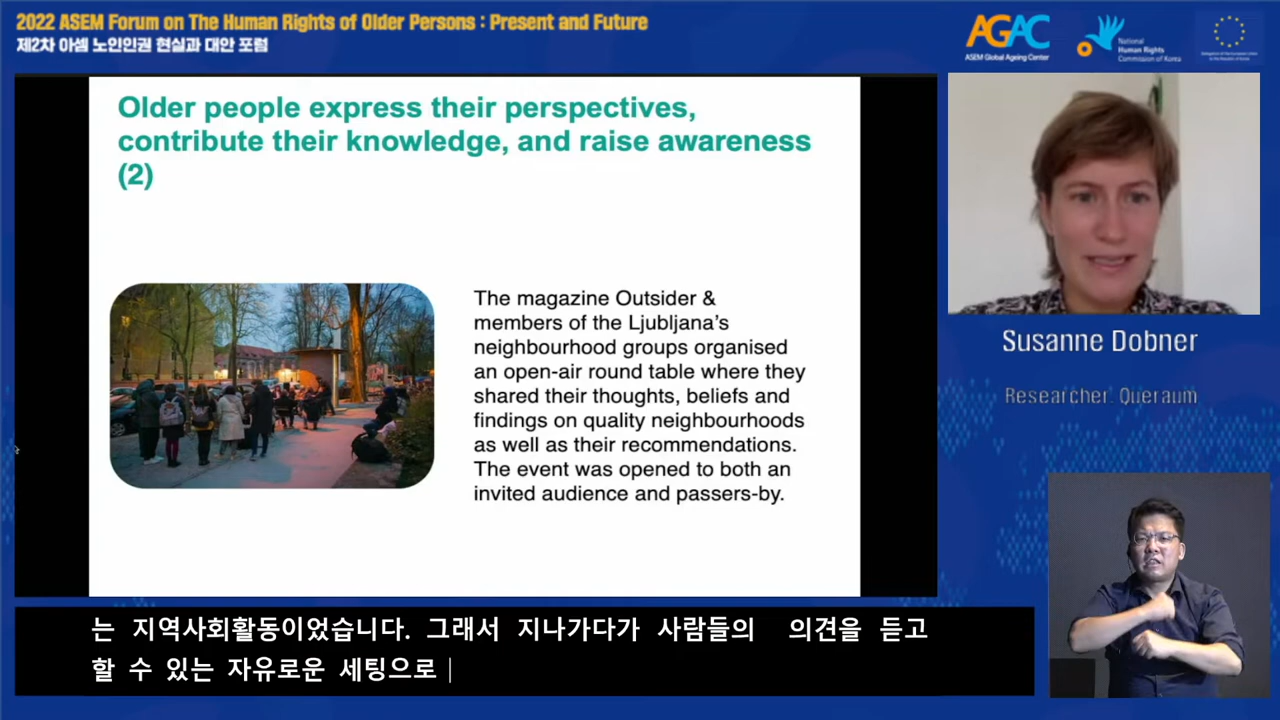 2022 ASEM Forum on The Human Rights of Older Persons : Present and Future
제2차 아셈 노인인권 현실과 대안 포럼
AGAC
ASEM Global Ageing Center
National
Human Rights
Commission of Korea
Older people express their perspectives,
contribute their knowledge, and raise awareness
(2)
The magazine Outsider &
members of the Ljubljana's
neighbourhood groups organised
an open-air round table where they
shared their thoughts, beliefs and
findings on quality neighbourhoods
as well as their recommendations.
The event was opened to both an
invited audience and passers-by.
Susanne Dobner
Researcher, Queraum
는 지역사회활동이었습니다. 그래서 지나가다가 사람들의 의견을 듣고
할 수 있는 자유로운 세팅으로